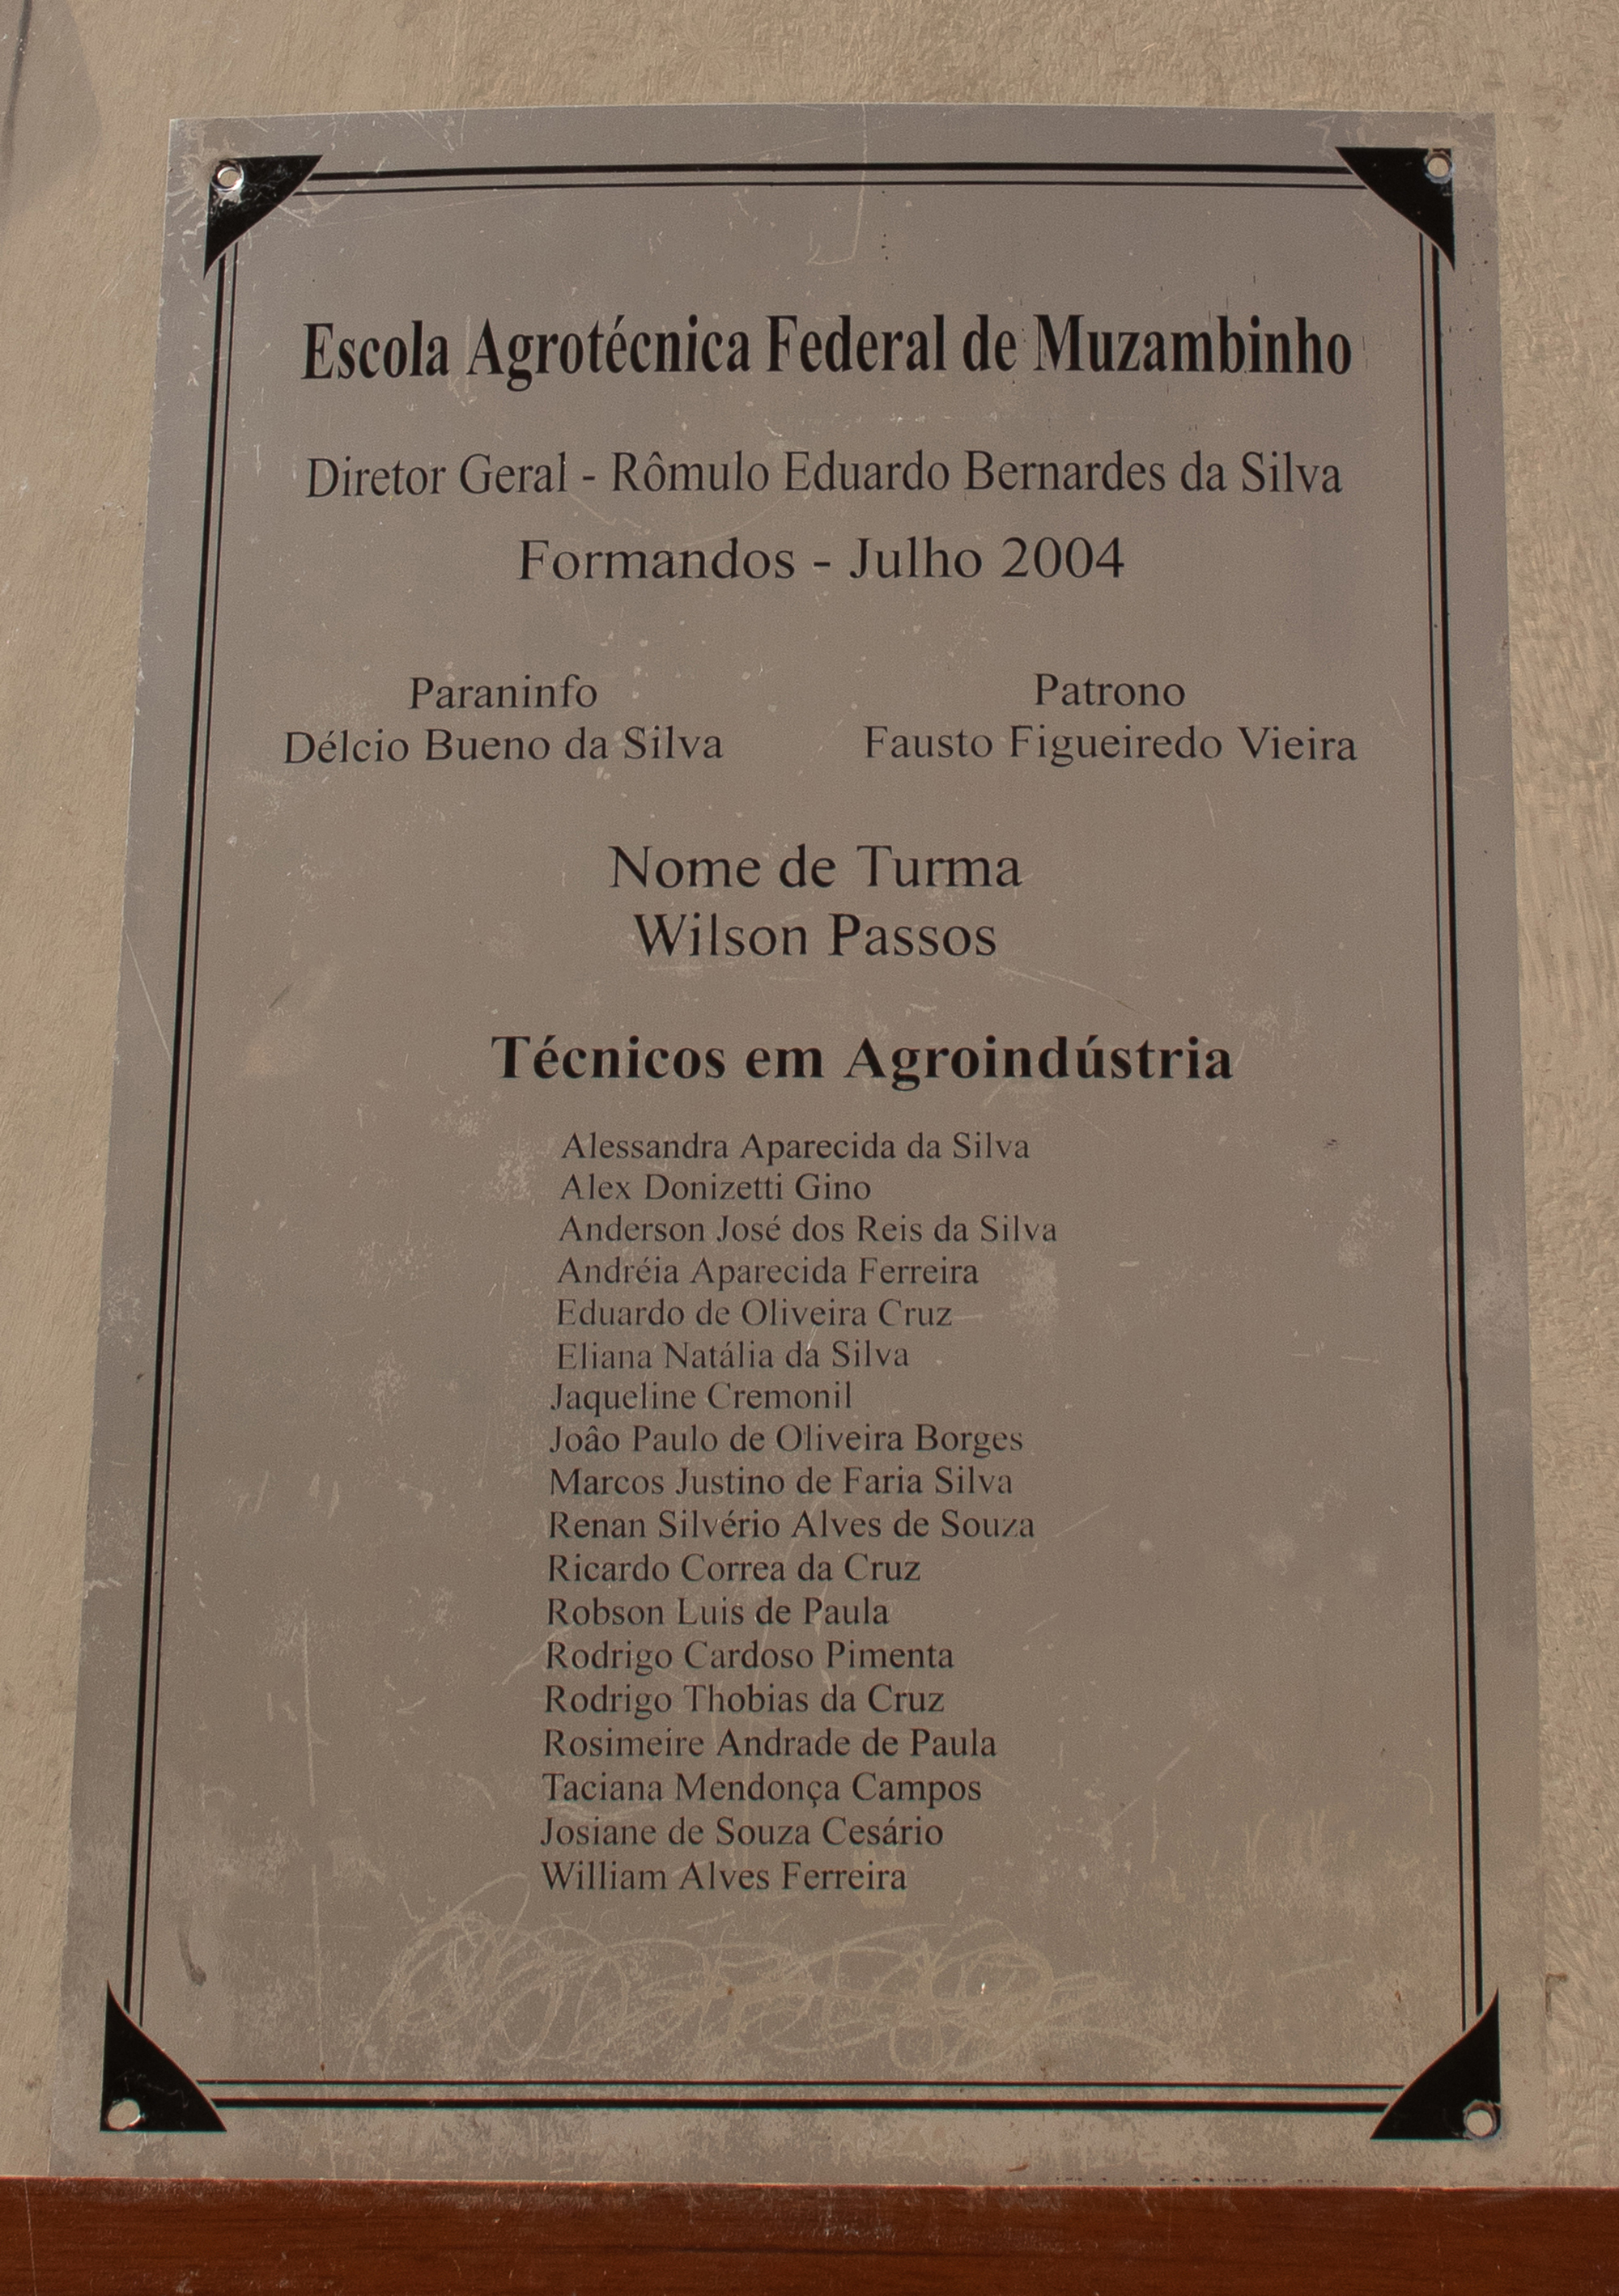 Escola Agrotécnica Federal de Muzambinho
Diretor Geral - Rômulo Eduardo Bernardes da Silva
Formandos - Julho 2004
Paraninfo
Délcio Bueno da Silva
Patrono
Fausto Figueiredo Vieira
Nome de Turma
Wilson Passos
Técnicos em Agroindústria
Alessandra Aparecida da Silva
Alex Donizetti Gino
Anderson José dos Reis da Silva
Andréia Aparecida Ferreira
Eduardo de Oliveira Cruz
Eliana Natália da Silva
Jaqueline Cremonil
Joâo Paulo de Oliveira Borges
Marcos Justino de Faria Silva
Renan Silvério Alves de Souza
Ricardo Correa da Cruz
Robson Luis de Paula
Rodrigo Cardoso Pimenta
Rodrigo Thobias da Cruz
Rosimeire Andrade de Paula
Taciana Mendonça Campos
Josiane de Souza Cesário
William Alves Ferreira